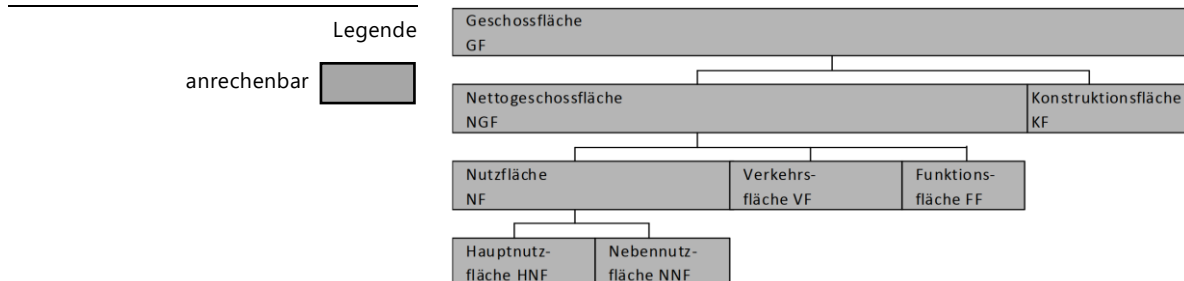 Legende
anrechenbar
Geschossfläche
GF
Nettogeschossfläche
NGF
Konstruktionsfläche
KF
Nutzfläche
NF
Verkehrs-
fläche VF
Funktions-
fläche FF
Hauptnutz-
fläche HNF
Nebennutz-
fläche NNF